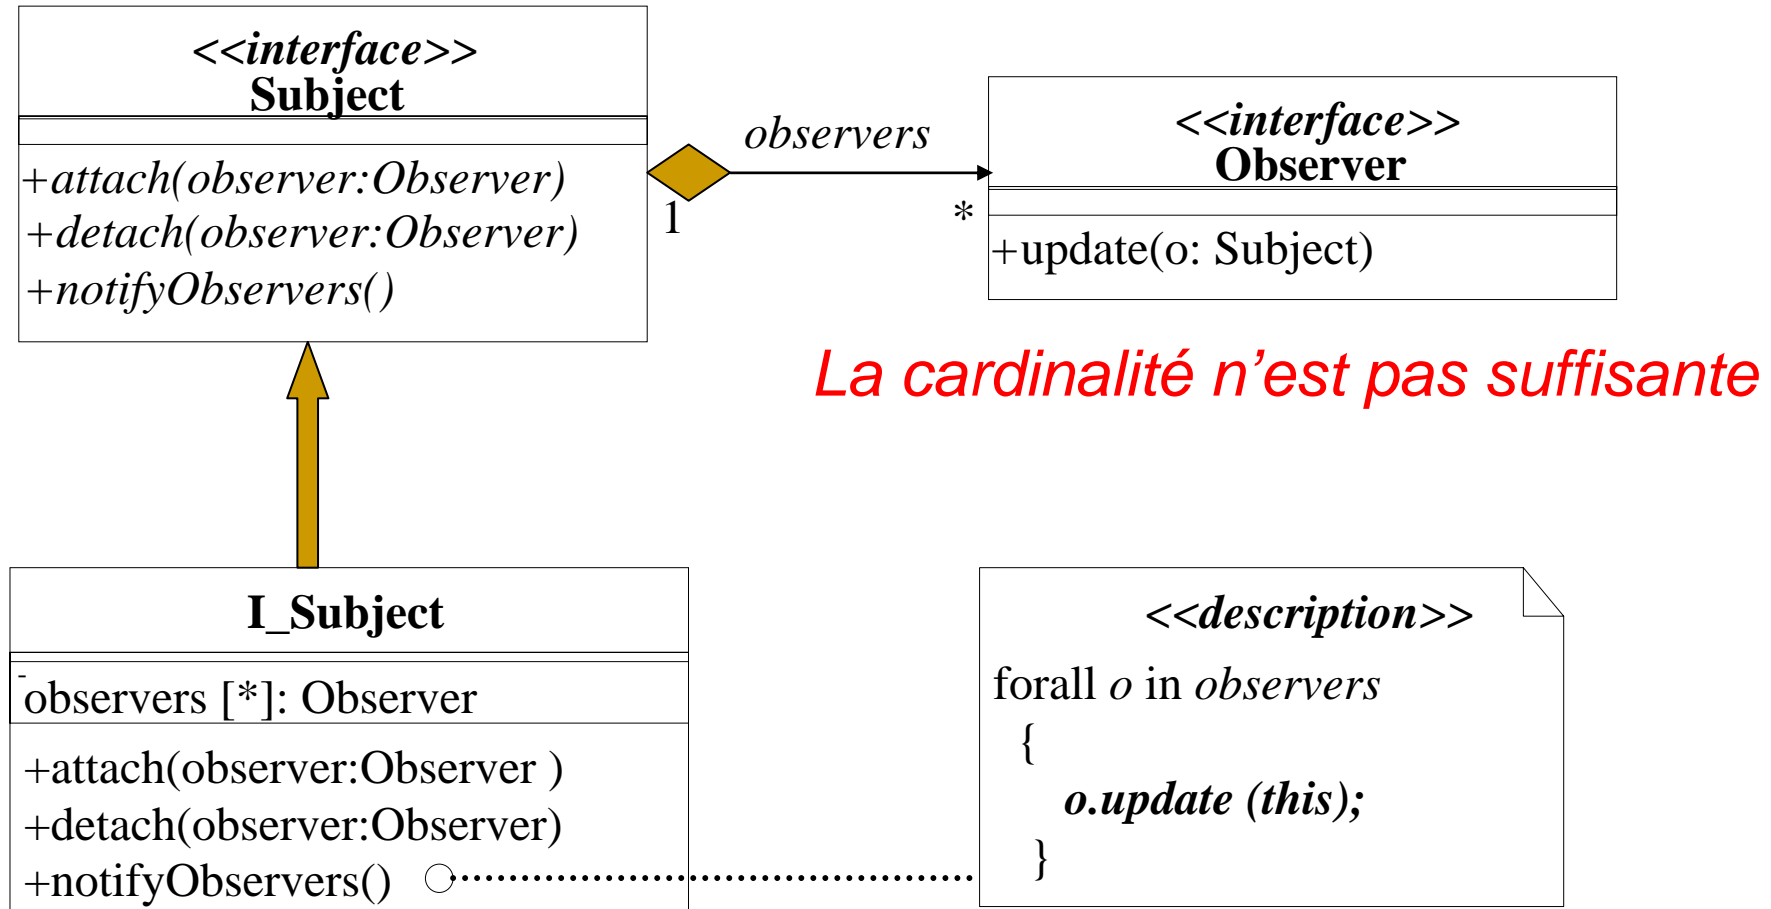 <<interface>>
Subject
+attach(observer:Observer)
+detach(observer:Observer)
+notifyObservers()
observers
1
*
<<interface>>
Observer
+update(o: Subject)
La cardinalité n’est pas suffisante
I_Subject
-observers [*]: Observer
+attach(observer:Observer )
+detach(observer:Observer)
+notifyObservers()
<<description>>
forall o in observers
{
o.update (this);
}